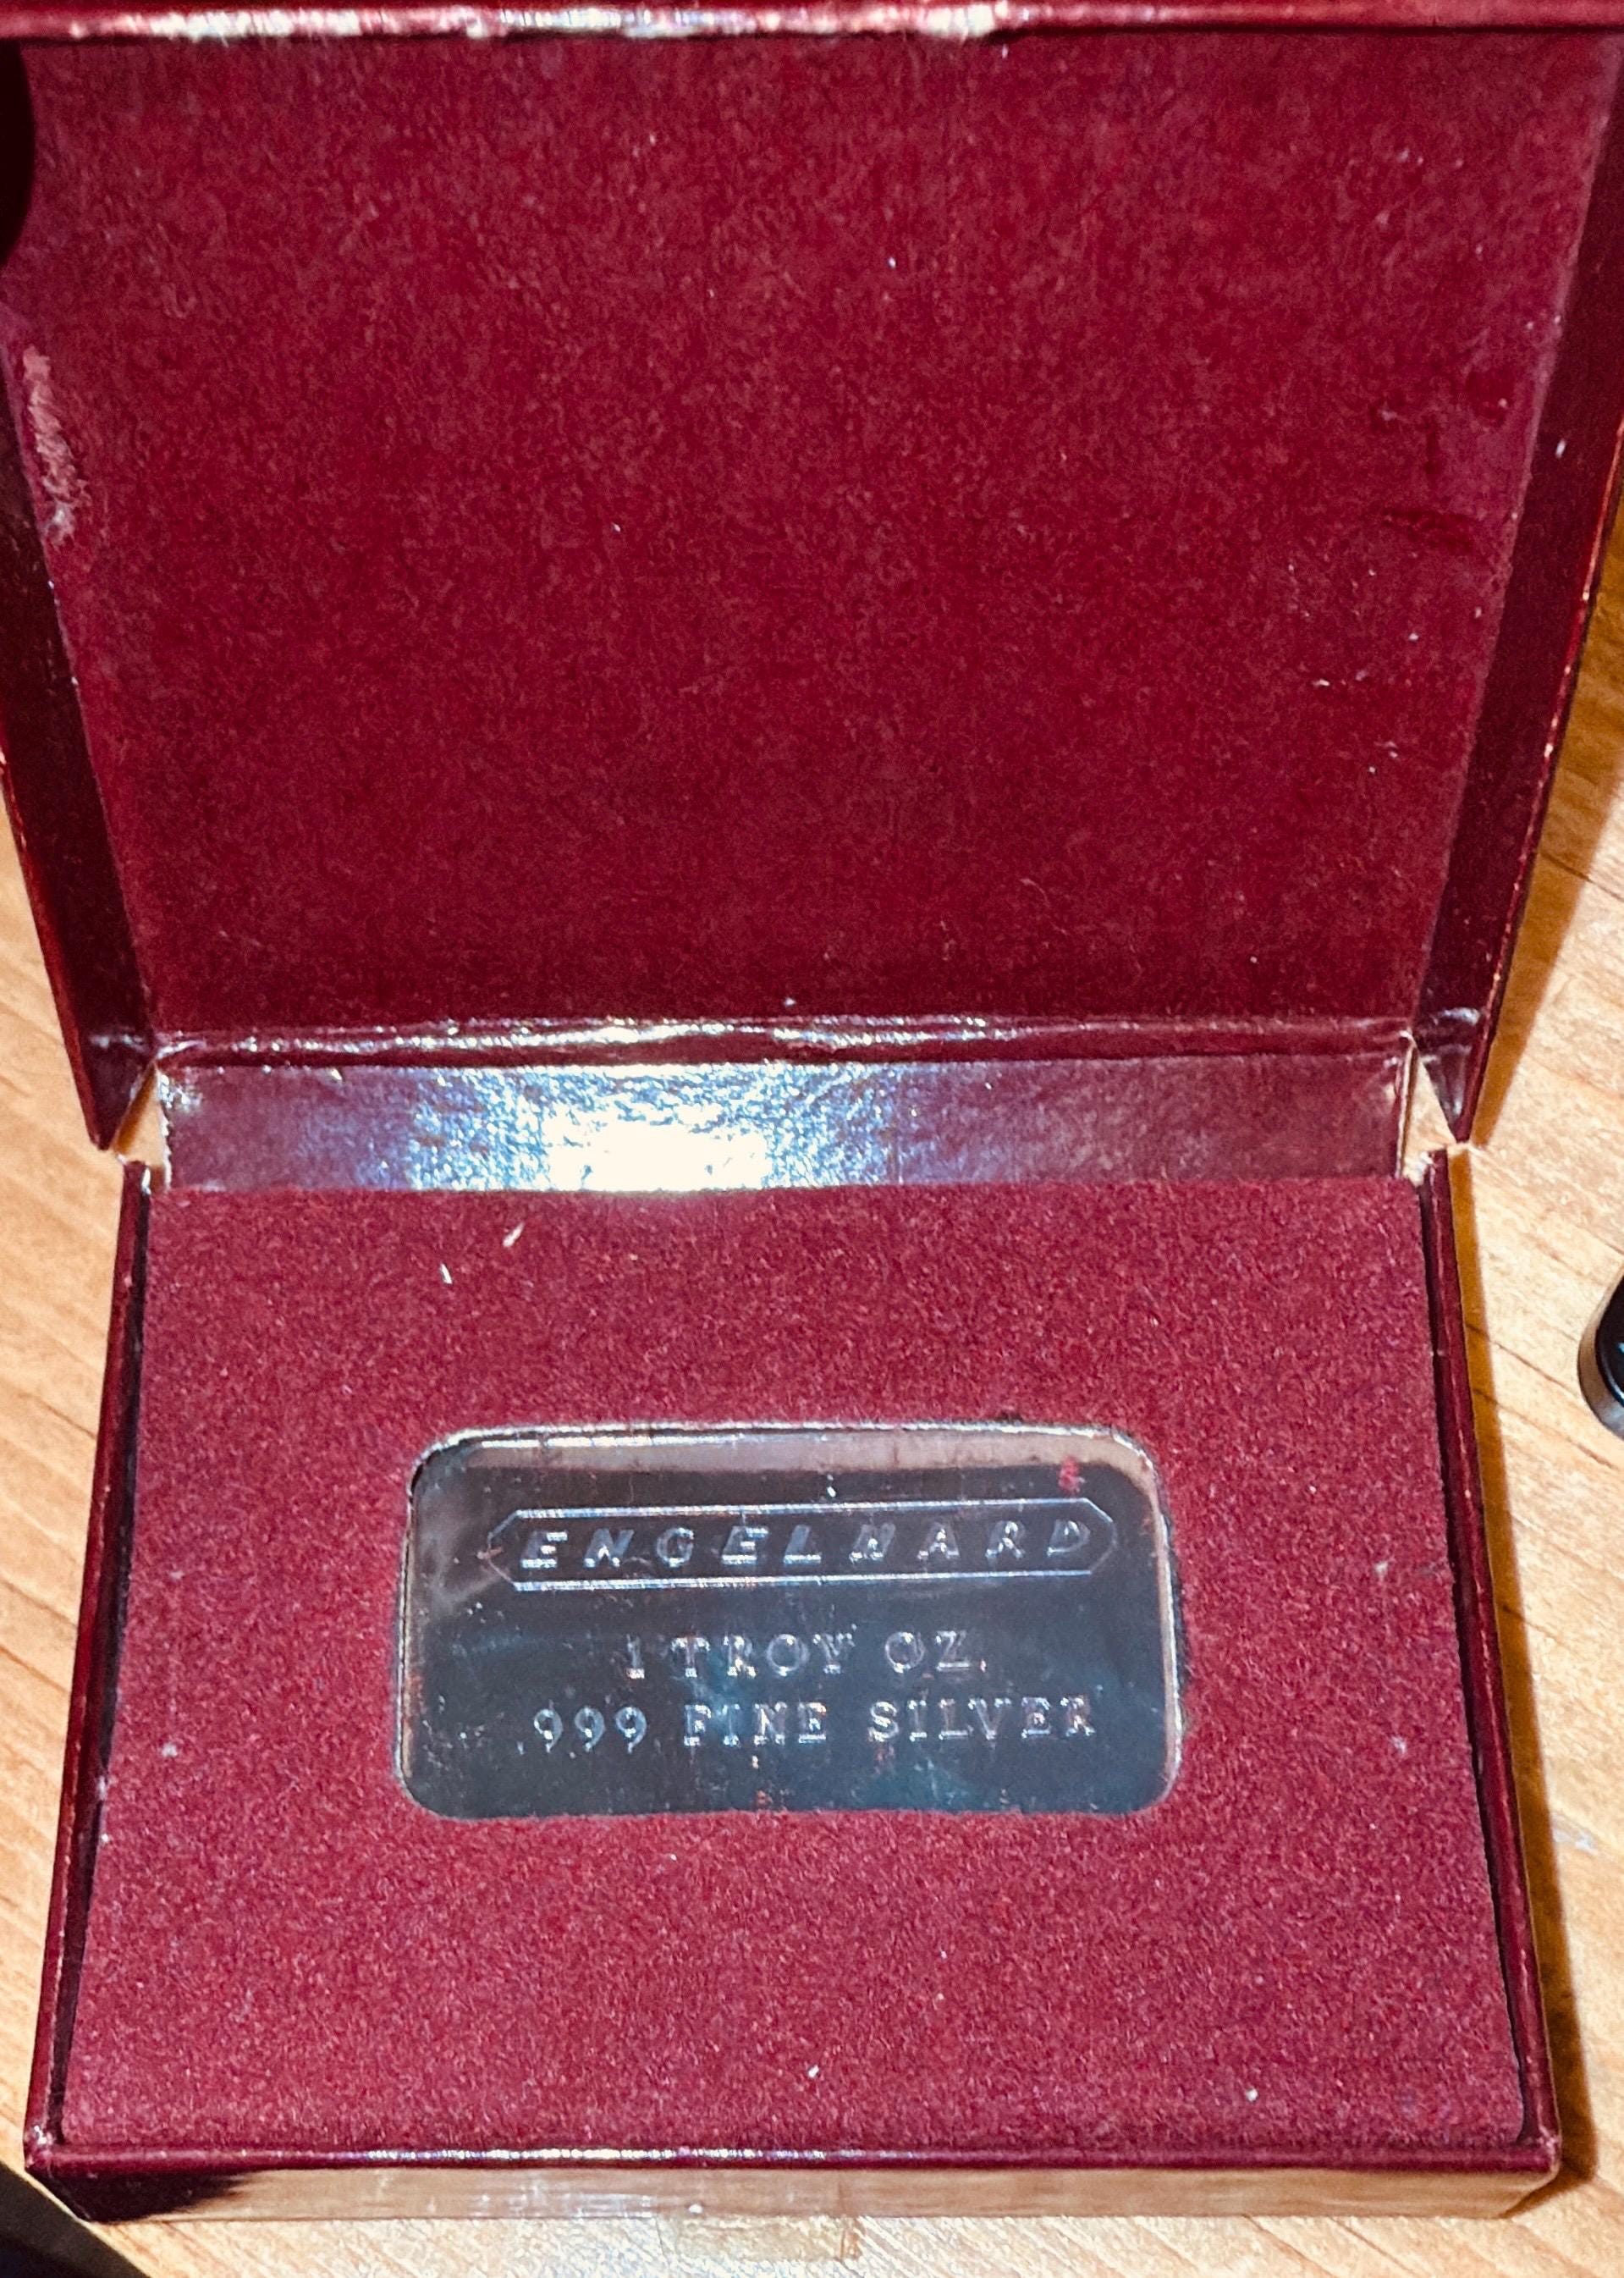 ENGELHARD
1 TROY OZ.
999 FINE SILVER